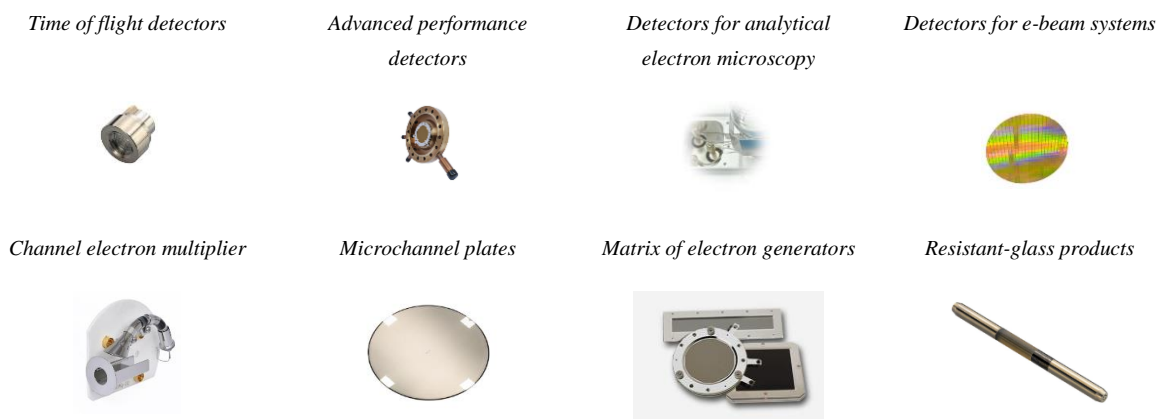 Time of flight detectors
Advanced performance
detectors
Detectors for analytical
electron microscopy
Detectors for e-beam systems
Channel electron multiplier
Microchannel plates
Matrix of electron generators
Resistant-glass products